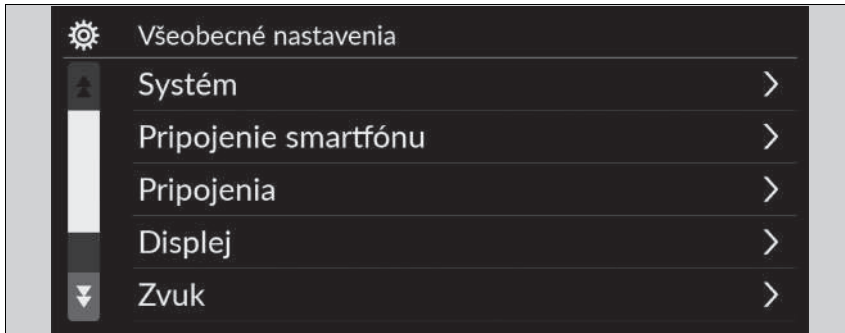 Všeobecné nastavenia
Systém
Pripojenie smartfónu
Pripojenia
Displej
Zvuk